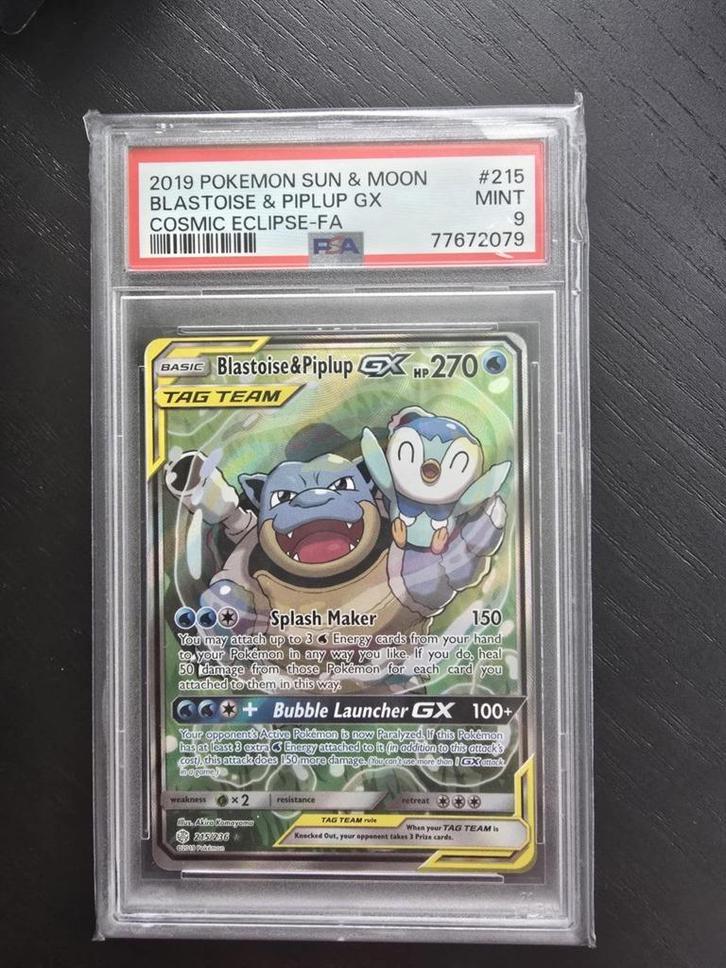 2019 POKEMON SUN & MOON #215
BLASTOISE & PIPLUP GX MINT
COSMIC ECLIPSE-FA 9
PSA 77672079
BASIC Blastoise&Piplup GX HP 270
TAG TEAM
Splash Maker 150
You may attach up to 3 Energy cards from your hand
to your Pokémon in any way you like. If you do, heal
50 damage from those Pokémon for each card you
attached to them in this way.
+ Bubble Launcher GX 100+
Your opponent's Active Pokémon is now Paralyzed. If this Pokémon
has at least 3 extra Energy attached to it (in addition to this attack's
cost), this attack does 150 more damage. (You can't use more than 1 GX attack
in a game.)
weakness ×2 resistance retreat
Illus. Akira Komayama
215/236
©2019 Pokémon
TAG TEAM rule When your TAG TEAM is
Knocked Out, your opponent takes 3 Prize cards.